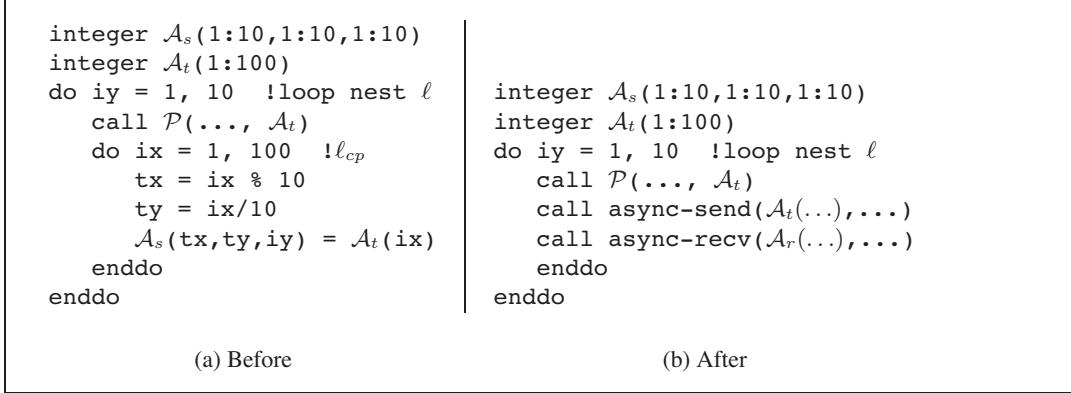 integer 𝒜ₛ(1:10,1:10,1:10)
integer 𝒜ₜ(1:100)
do iy = 1, 10 !loop nest ℓ
call 𝒫(..., 𝒜ₜ)
do ix = 1, 100 !ℓ_cp
tx = ix % 10
ty = ix/10
𝒜ₛ(tx,ty,iy) = 𝒜ₜ(ix)
enddo
enddo
(a) Before
integer 𝒜ₛ(1:10,1:10,1:10)
integer 𝒜ₜ(1:100)
do iy = 1, 10 !loop nest ℓ
call 𝒫(..., 𝒜ₜ)
call async-send(𝒜ₜ(...),...)
call async-recv(𝒜ᵣ(...),...)
enddo
enddo
(b) After